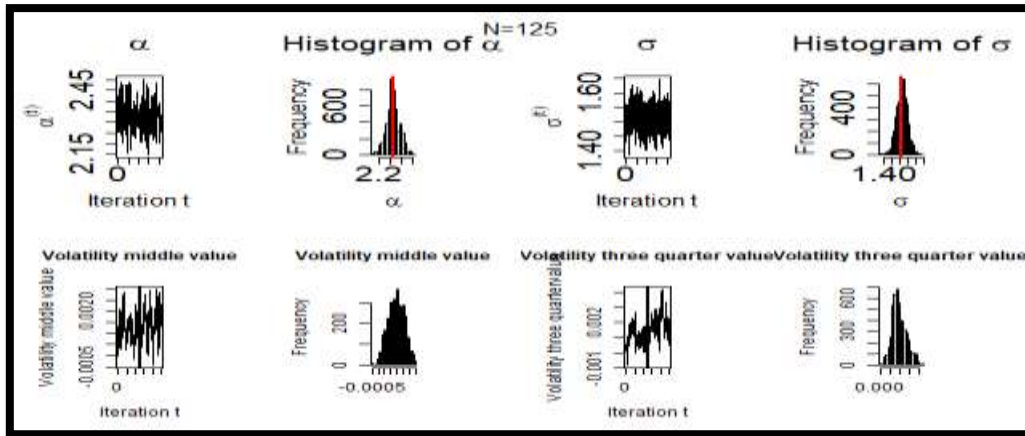 N=125
α
α(t)
2.15 2.45
0
Iteration t
Histogram of α
Frequency
0 600
2.2
α
σ
σ(t)
1.40 1.60
0
Iteration t
Histogram of σ
Frequency
0 400
1.40
σ
Volatility middle value
Volatility middle value
-0.0005 0.0020
0
Iteration t
Volatility middle value
Frequency
0 200
-0.0005
Volatility three quarter value
Volatility three quartervalue
-0.001 0.002
0
Iteration t
Volatility three quarter value
Frequency
0 300 600
0.000